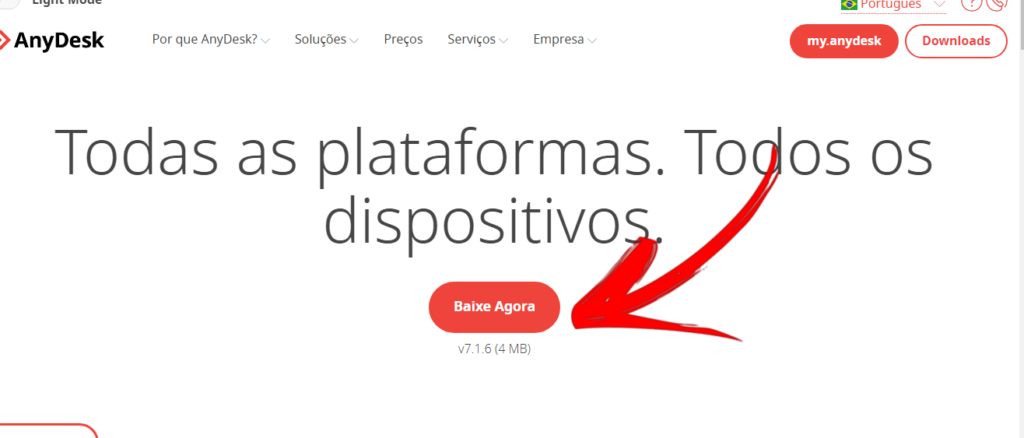 Light Mode
Português
?
AnyDesk
Por que AnyDesk?
Soluções
Preços
Serviços
Empresa
my.anydesk
Downloads
Todas as plataformas. Todos os
dispositivos.
Baixe Agora
v7.1.6 (4 MB)